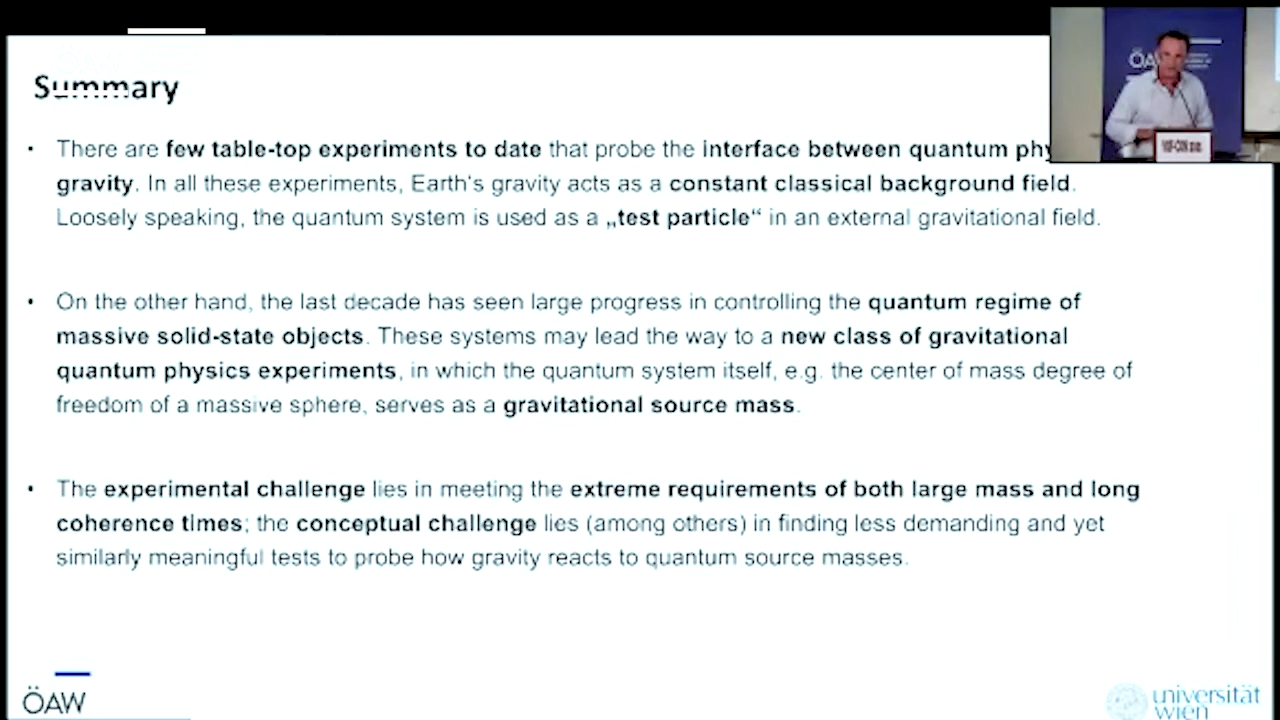 Summary
• There are few table-top experiments to date that probe the interface between quantum phy
gravity. In all these experiments, Earth's gravity acts as a constant classical background field.
Loosely speaking, the quantum system is used as a „test particle“ in an external gravitational field.
• On the other hand, the last decade has seen large progress in controlling the quantum regime of
massive solid-state objects. These systems may lead the way to a new class of gravitational
quantum physics experiments, in which the quantum system itself, e.g. the center of mass degree of
freedom of a massive sphere, serves as a gravitational source mass.
• The experimental challenge lies in meeting the extreme requirements of both large mass and long
coherence times; the conceptual challenge lies (among others) in finding less demanding and yet
similarly meaningful tests to probe how gravity reacts to quantum source masses.
ÖAW
universität
wien
ÖAW